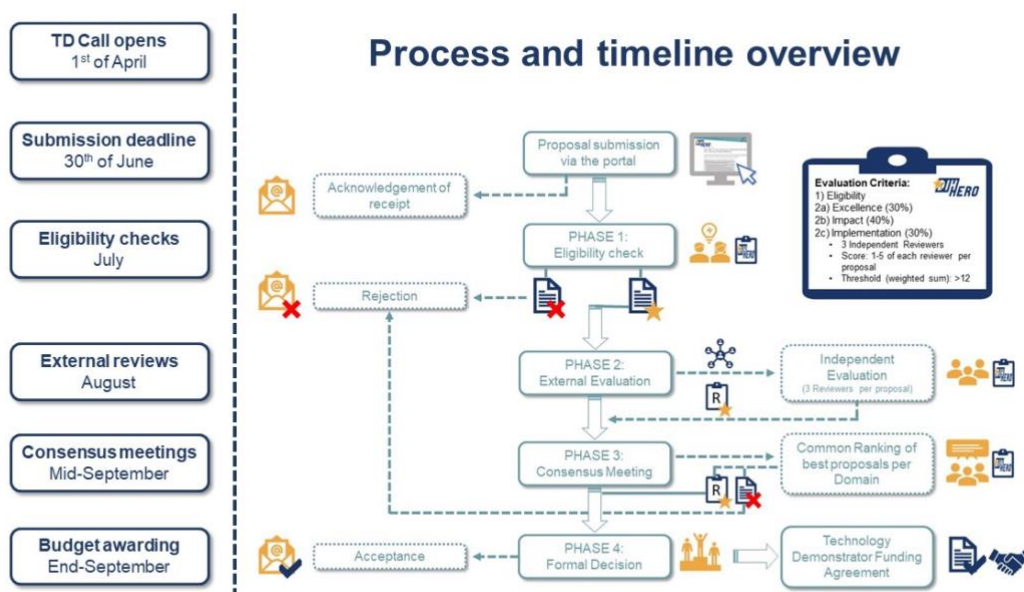 Process and timeline overview
TD Call opens
1st of April
Submission deadline
30th of June
Eligibility checks
July
External reviews
August
Consensus meetings
Mid-September
Budget awarding
End-September
Proposal submission
via the portal
Acknowledgement of
receipt
PHASE 1:
Eligibility check
Rejection
PHASE 2:
External Evaluation
R
Independent
Evaluation
(3 Reviewers per proposal)
PHASE 3:
Consensus Meeting
R
Common Ranking of
best proposals per
Domain
PHASE 4:
Formal Decision
Acceptance
Technology
Demonstrator Funding
Agreement
Evaluation Criteria:
1) Eligibility
2a) Excellence (30%)
2b) Impact (40%)
2c) Implementation (30%)
• 3 Independent Reviewers
• Score: 1-5 of each reviewer per
proposal
• Threshold (weighted sum): >12
HERO